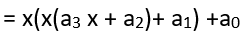 = x(x(a₃ x + a₂)+ a₁) +a₀